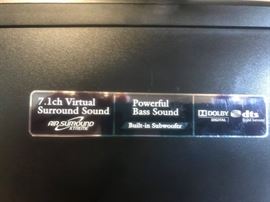 7.1ch Virtual
Surround Sound
AIR SURROUND
XTREME
Powerful
Bass Sound
Built-in Subwoofer
DOLBY
DIGITAL
dts